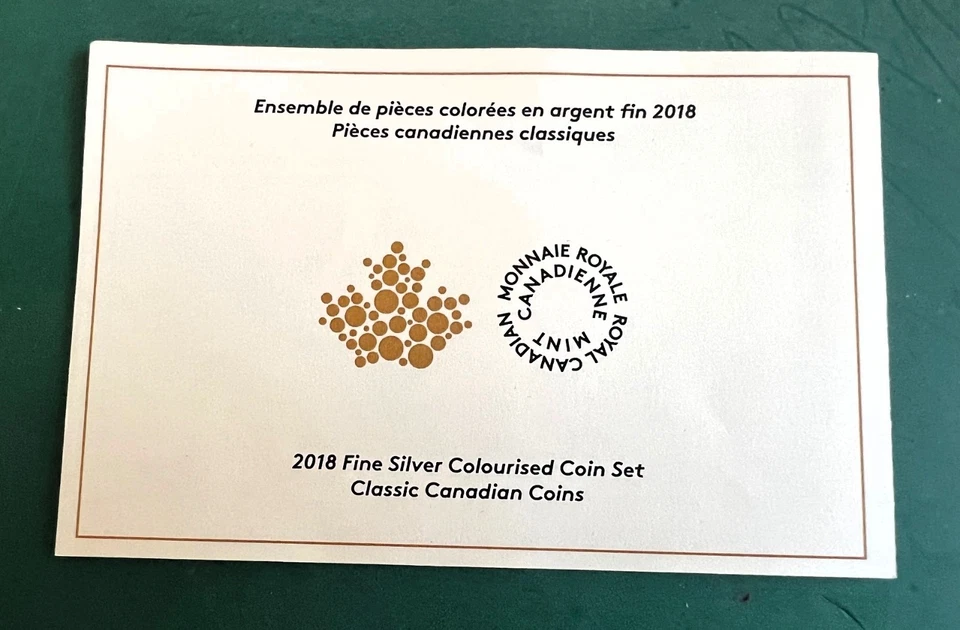 Ensemble de pièces colorées en argent fin 2018
Pièces canadiennes classiques
MONNAIE ROYALE
CANADIENNE
ROYAL CANADIAN
MINT
2018 Fine Silver Colourised Coin Set
Classic Canadian Coins